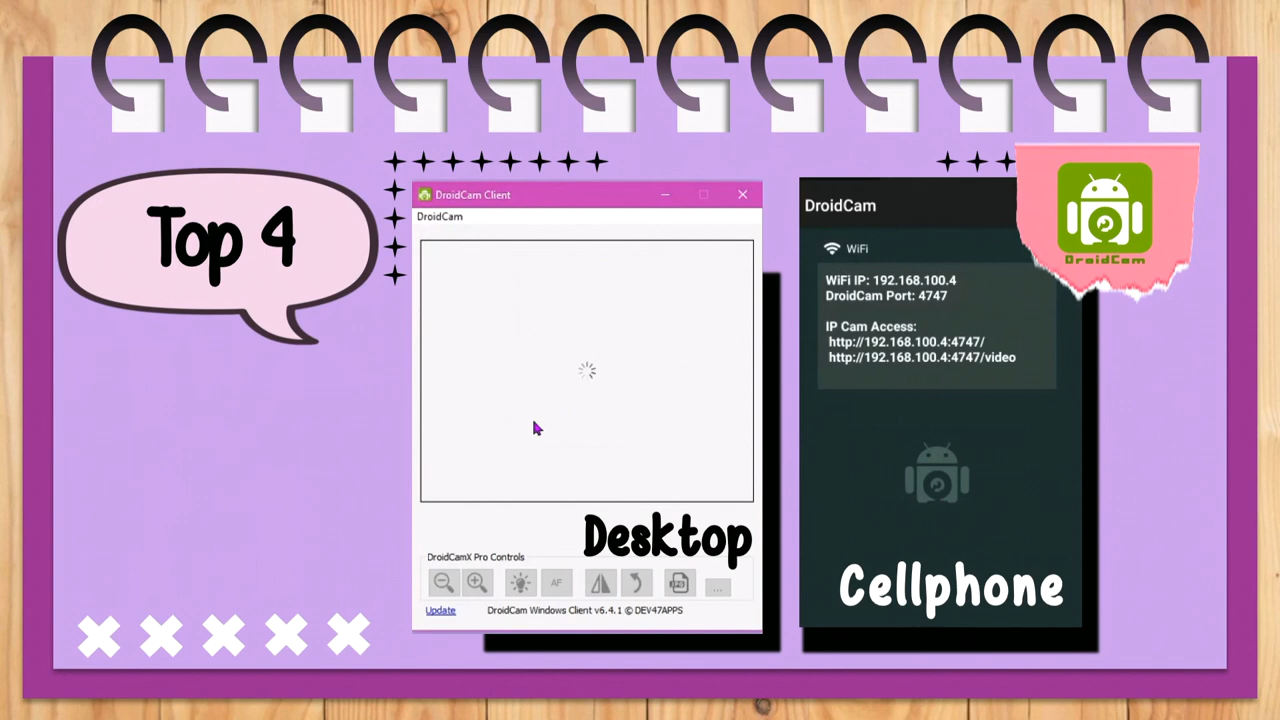 Top 4
DroidCam Client
DroidCam
Desktop
DroidCamX Pro Controls
AF
JPG
...
Update
DroidCam Windows Client v6.4.1 © DEV47APPS
DroidCam
WiFi
WiFi IP: 192.168.100.4
DroidCam Port: 4747
IP Cam Access:
http://192.168.100.4:4747/
http://192.168.100.4:4747/video
Cellphone
DroidCam